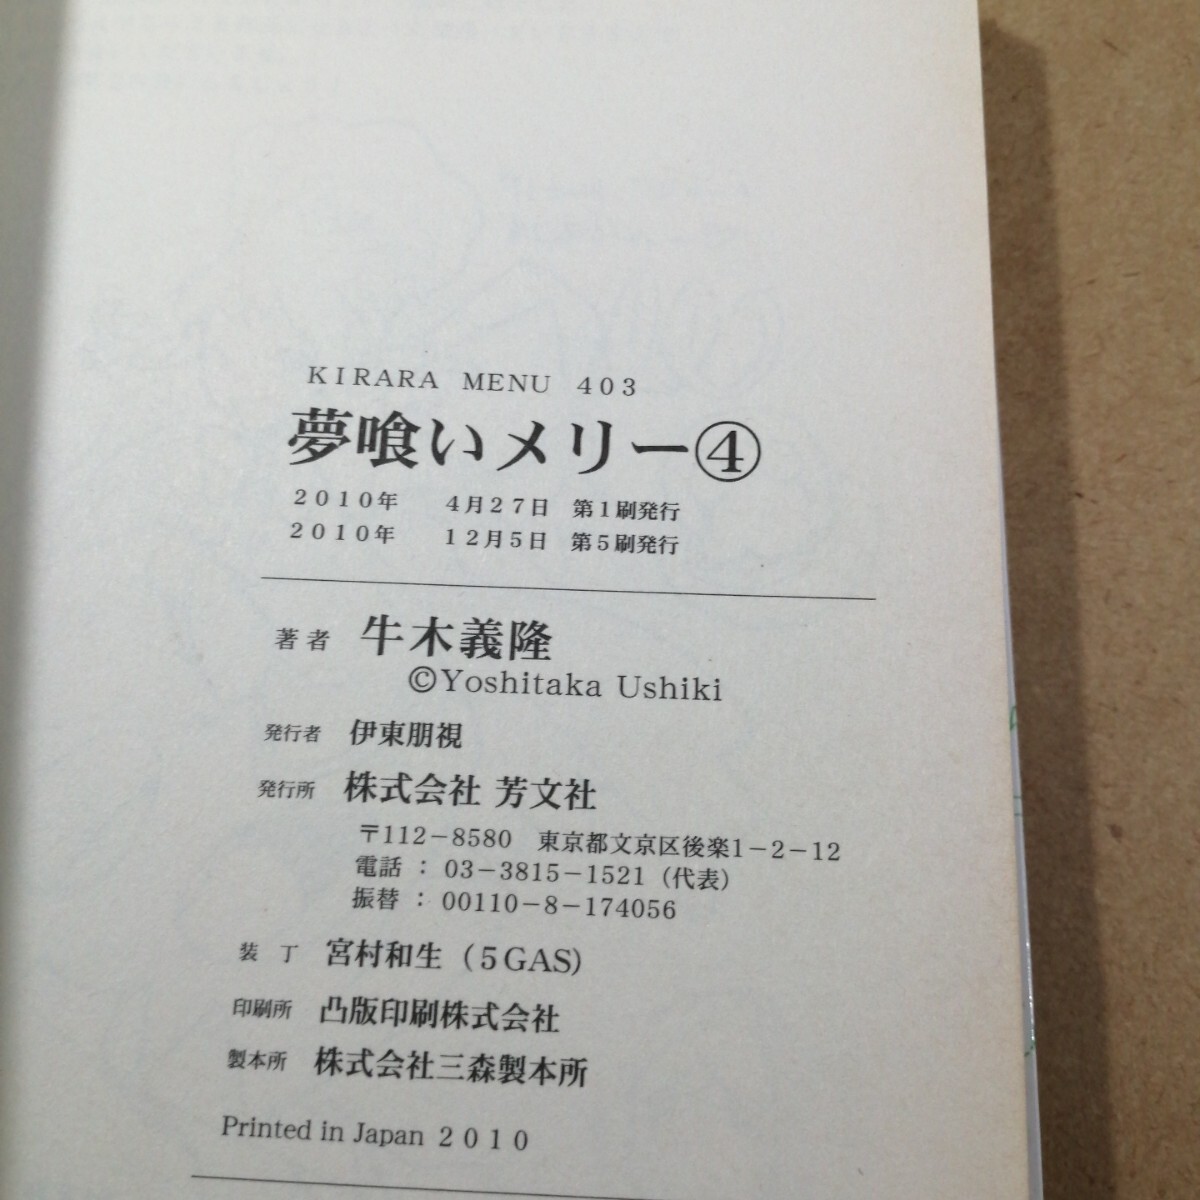 KIRARA MENU 403
夢喰いメリー④
2010年 4月27日 第1刷発行
2010年 12月5日 第5刷発行
著者 牛木義隆
©Yoshitaka Ushiki
発行者 伊東朋視
発行所 株式会社 芳文社
〒112-8580 東京都文京区後楽1-2-12
電話：03-3815-1521（代表）
振替：00110-8-174056
装丁 宮村和生（5GAS）
印刷所 凸版印刷株式会社
製本所 株式会社三森製本所
Printed in Japan 2010